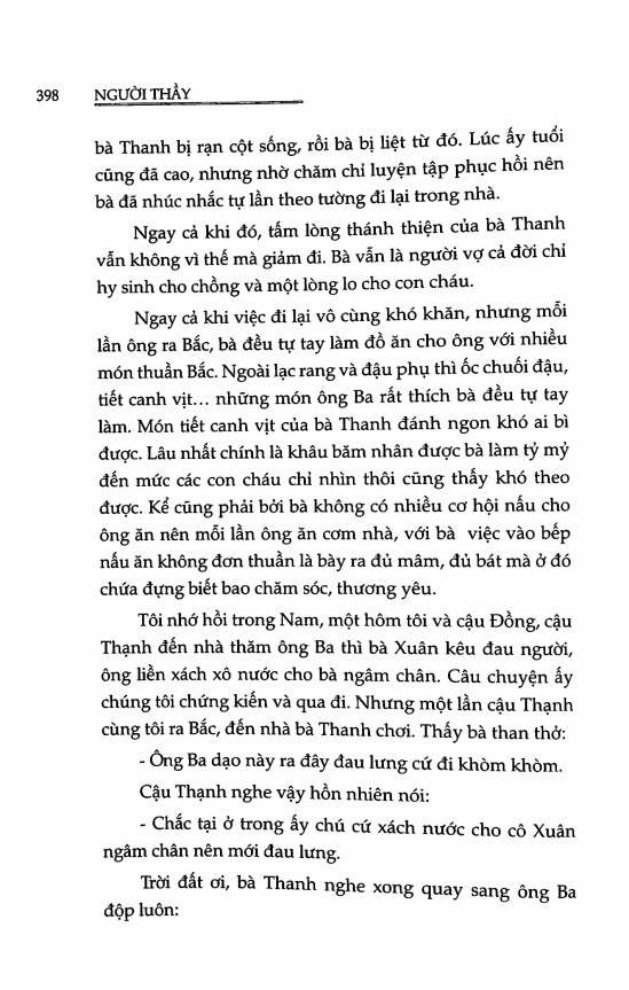 398 NGƯỜI THẦY
bà Thanh bị rạn cột sống, rồi bà bị liệt từ đó. Lúc ấy tuổi
cũng đã cao, nhưng nhờ chăm chỉ luyện tập phục hồi nên
bà đã nhúc nhắc tự lần theo tường đi lại trong nhà.
Ngay cả khi đó, tấm lòng thánh thiện của bà Thanh
vẫn không vì thế mà giảm đi. Bà vẫn là người vợ cả đời chỉ
hy sinh cho chồng và một lòng lo cho con cháu.
Ngay cả khi việc đi lại vô cùng khó khăn, nhưng mỗi
lần ông ra Bắc, bà đều tự tay làm đồ ăn cho ông với nhiều
món thuần Bắc. Ngoài lạc rang và đậu phụ thì ốc chuối đậu,
tiết canh vịt... những món ông Ba rất thích bà đều tự tay
làm. Món tiết canh vịt của bà Thanh đánh ngon khó ai bì
được. Lâu nhất chính là khâu băm nhân được bà làm tỷ mỷ
đến mức các con cháu chỉ nhìn thôi cũng thấy khó theo
được. Kể cũng phải bởi bà không có nhiều cơ hội nấu cho
ông ăn nên mỗi lần ông ăn cơm nhà, với bà việc vào bếp
nấu ăn không đơn thuần là bày ra đủ mâm, đủ bát mà ở đó
chứa đựng biết bao chăm sóc, thương yêu.
Tôi nhớ hồi trong Nam, một hôm tôi và cậu Đồng, cậu
Thạnh đến nhà thăm ông Ba thì bà Xuân kêu đau người,
ông liền xách xô nước cho bà ngâm chân. Câu chuyện ấy
chúng tôi chứng kiến và qua đi. Nhưng một lần cậu Thạnh
cùng tôi ra Bắc, đến nhà bà Thanh chơi. Thấy bà than thở:
- Ông Ba dạo này ra đây đau lưng cứ đi khòm khòm.
Cậu Thạnh nghe vậy hồn nhiên nói:
- Chắc tại ở trong ấy chú cứ xách nước cho cô Xuân
ngâm chân nên mới đau lưng.
Trời đất ơi, bà Thanh nghe xong quay sang ông Ba
độp luôn: